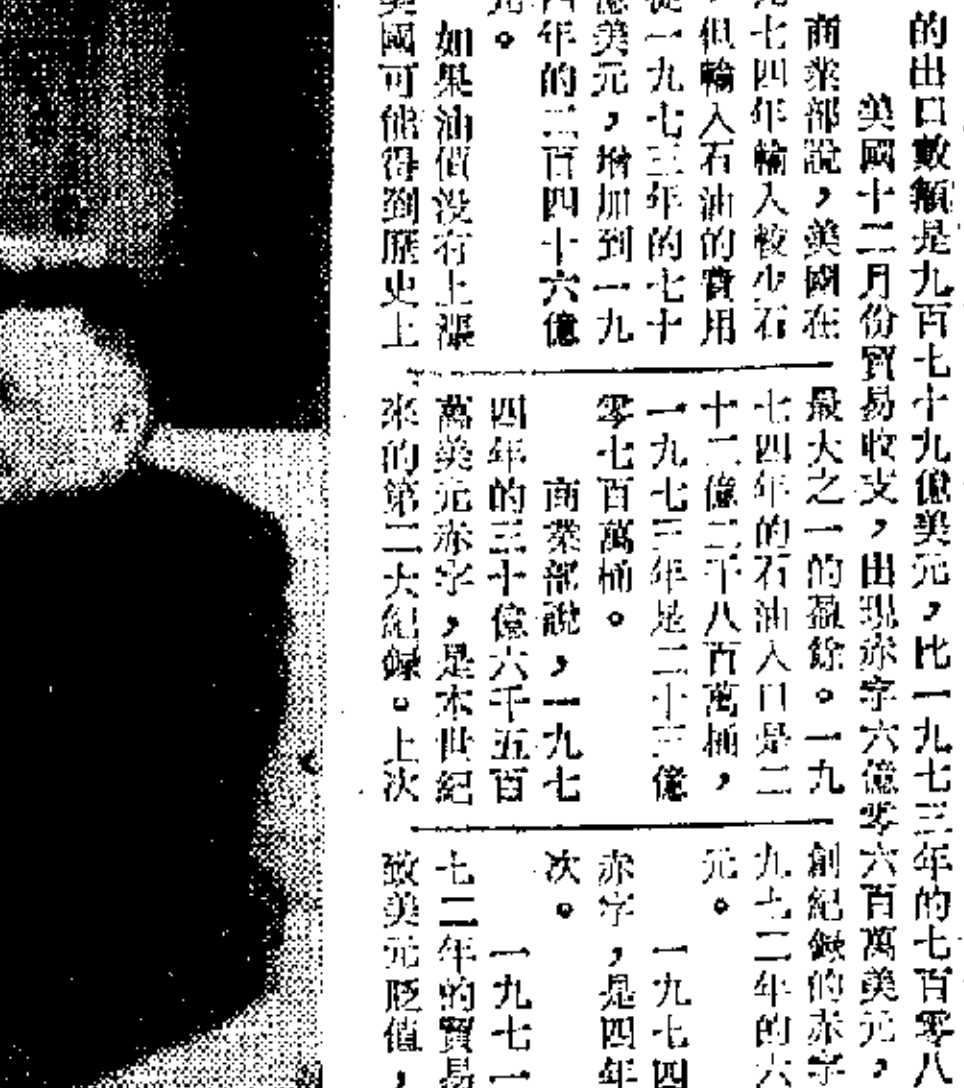 的出口數額是九百七十九億美元，比一九七三年的七百零八
美國十二月份貿易收支，出現赤字六億零六百萬美元，
商業部說，美國在
七四年輸入較少石
，但輸入石油的費用
從一九七三年的七十
億美元，增加到一九
四年的二百四十六億
元。
如果油價没有上漲
美國可能得到歷史上
最大之一的盈餘。一九
七四年的石油入口是二
十二億二千八百萬桶，
一九七三年是二十三億
零七百萬桶。
商業部說，一九七
四年的三十億六千五百
萬美元赤字，是本世紀
來的第二大紀錄。上次
創紀錄的赤字
九七二年的六
元。
一九七四
赤字，是四年
次。
一九七一
七二年的貿易
致美元貶值，